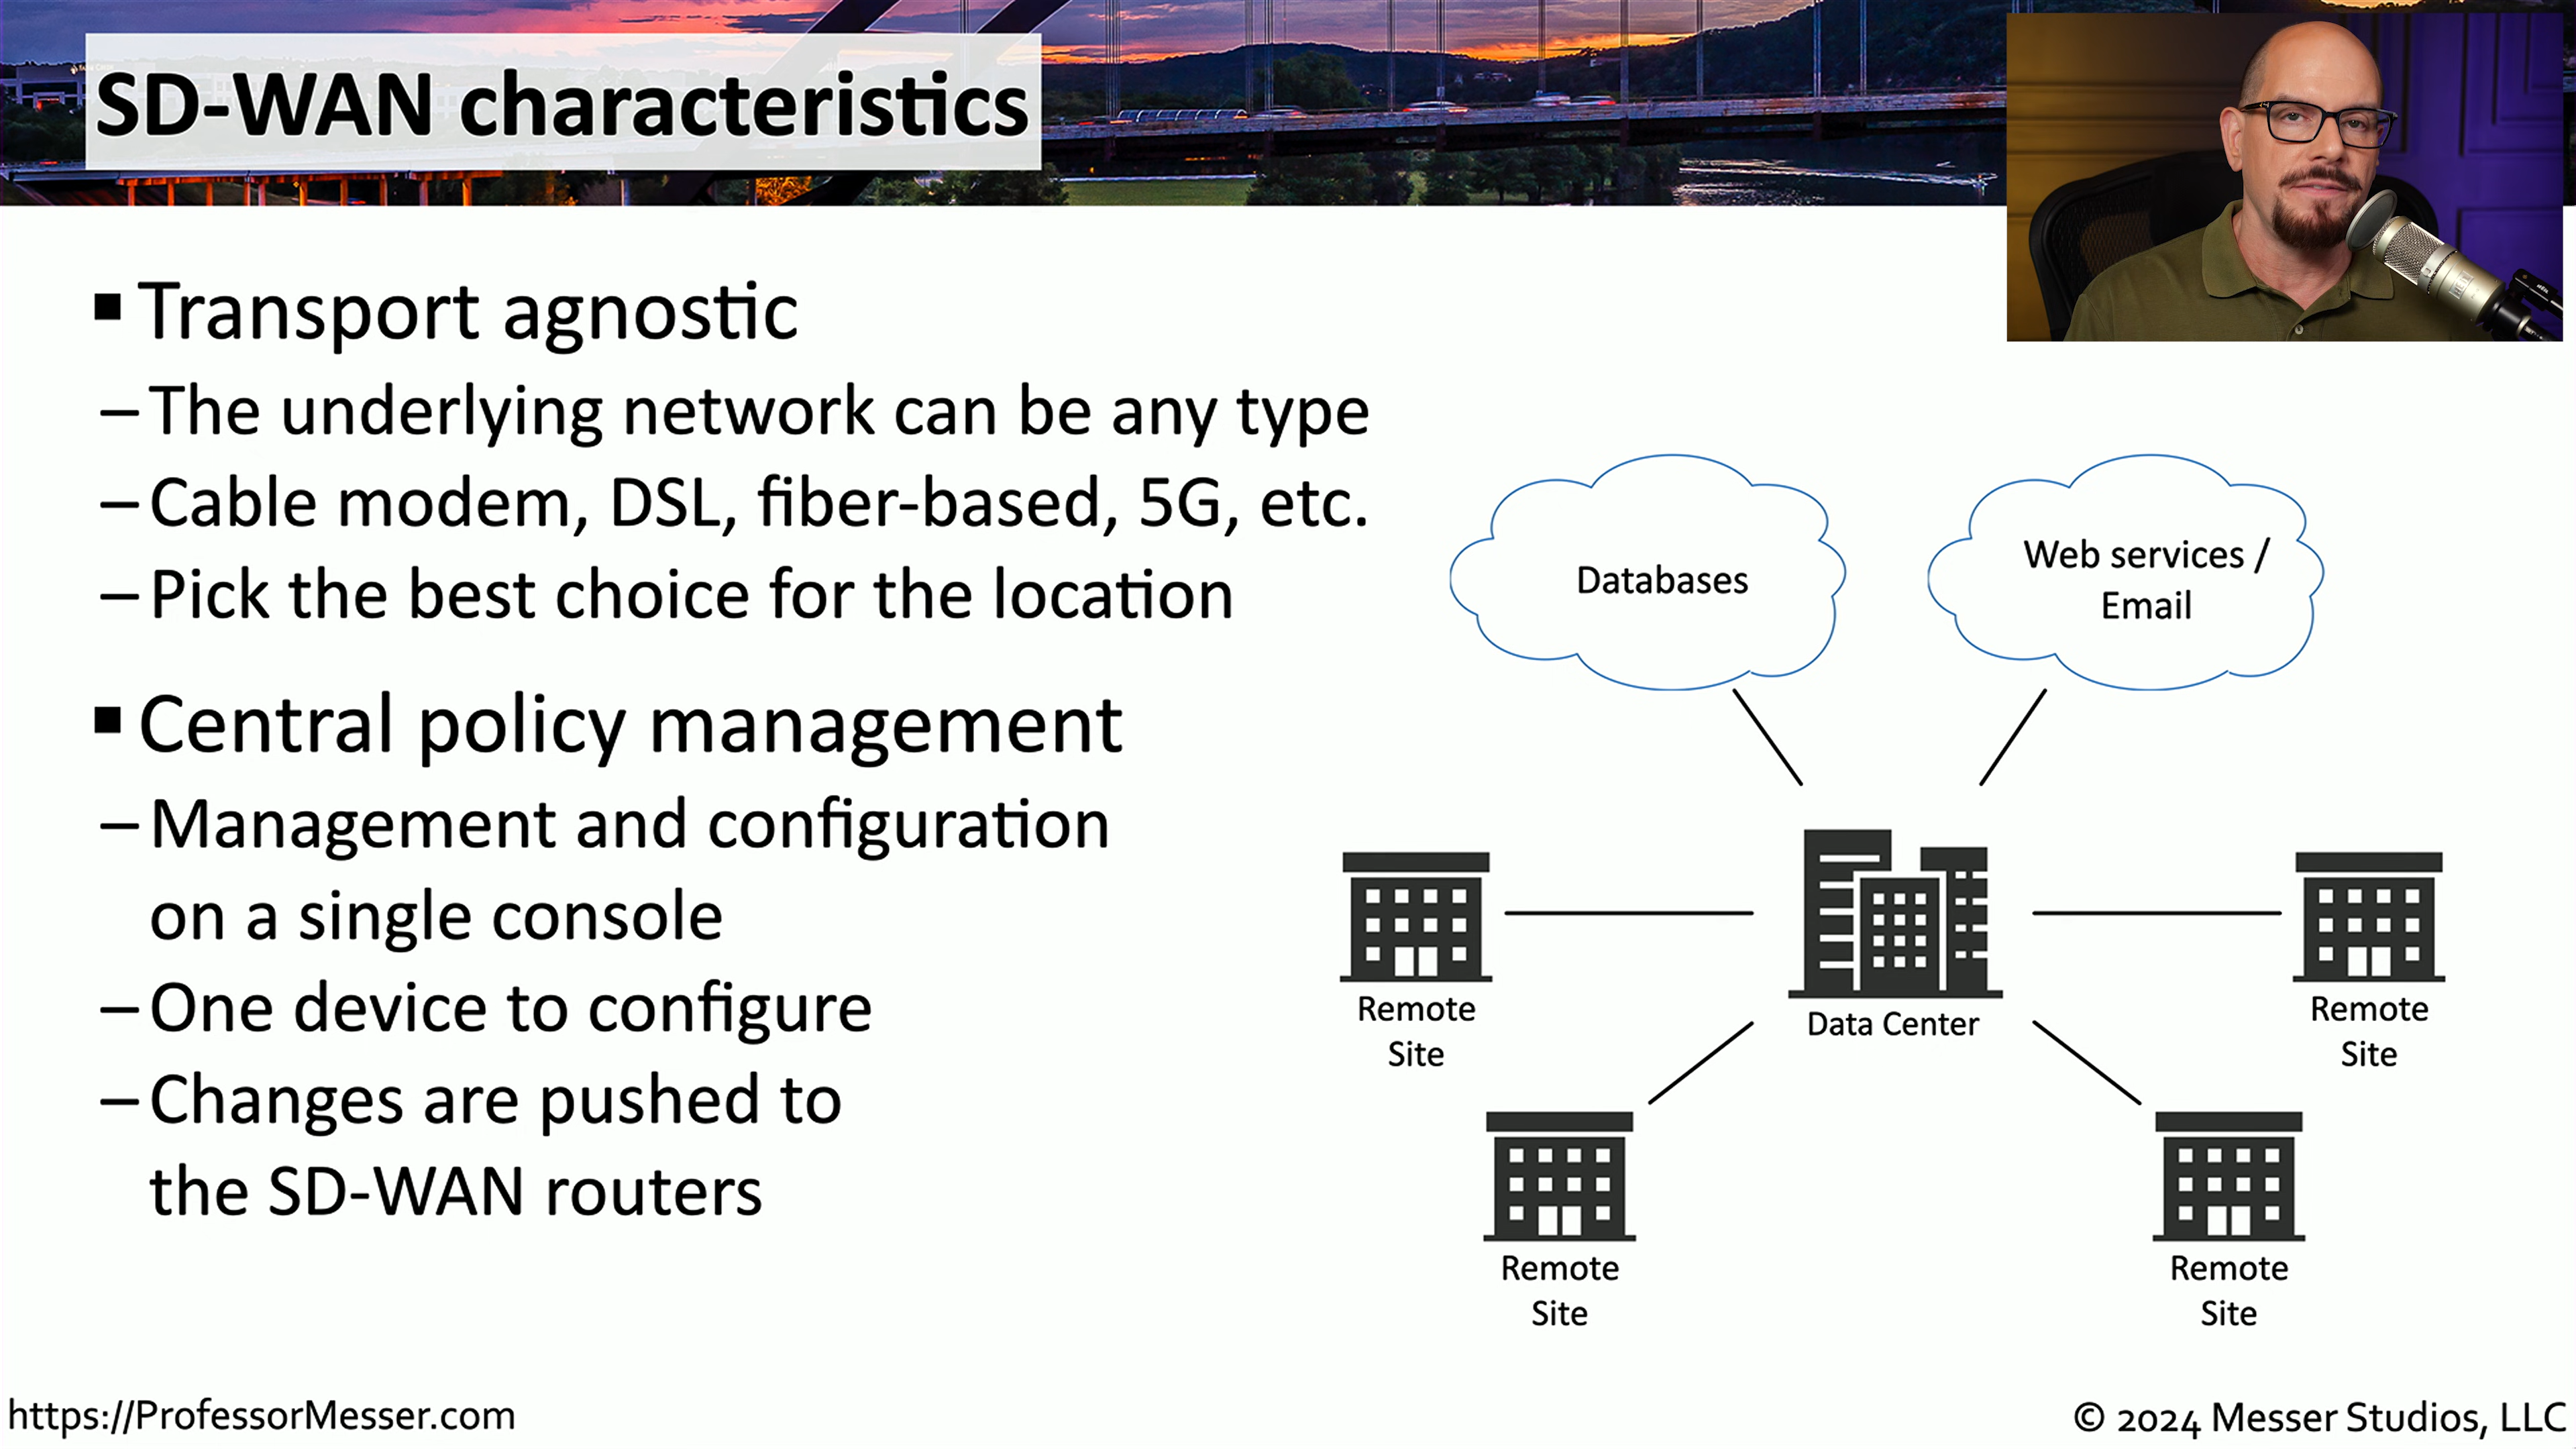 SD-WAN characteristics
▪ Transport agnostic
– The underlying network can be any type
– Cable modem, DSL, fiber-based, 5G, etc.
– Pick the best choice for the location
▪ Central policy management
– Management and configuration
on a single console
– One device to configure
– Changes are pushed to
the SD-WAN routers
Databases
Web services /
Email
Data Center
Remote
Site
Remote
Site
Remote
Site
Remote
Site
https://ProfessorMesser.com
© 2024 Messer Studios, LLC